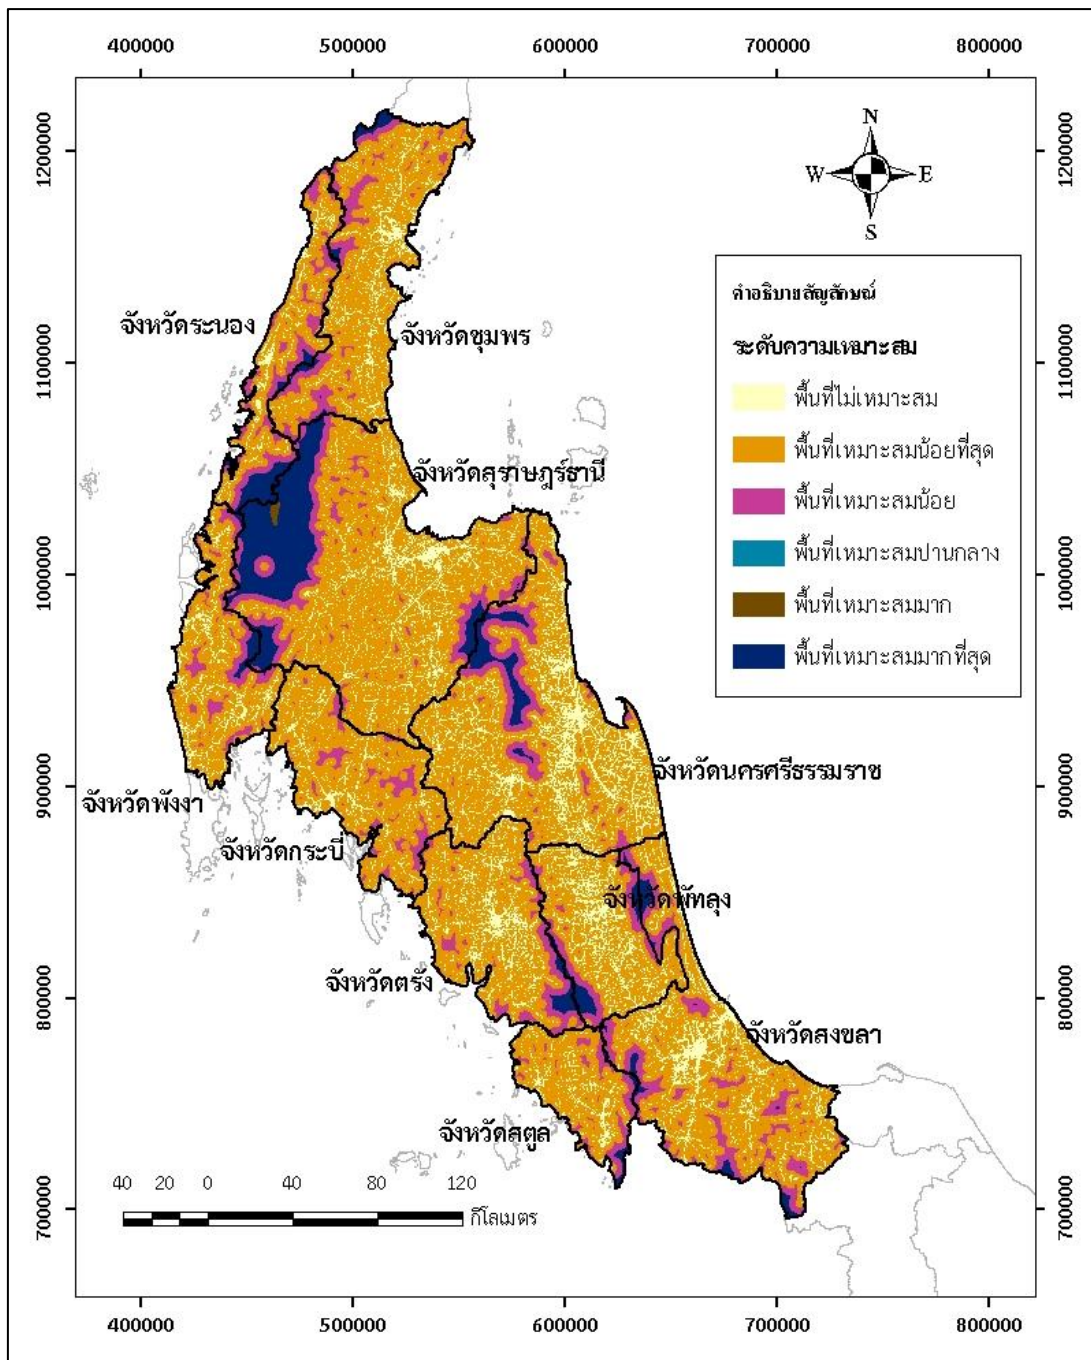 400000 500000 600000 700000 800000
N
W E
S
1200000 1200000
คำอธิบายสัญลักษณ์
ระดับความเหมาะสม
พื้นที่ไม่เหมาะสม
พื้นที่เหมาะสมน้อยที่สุด
พื้นที่เหมาะสมน้อย
พื้นที่เหมาะสมปานกลาง
พื้นที่เหมาะสมมาก
พื้นที่เหมาะสมมากที่สุด
จังหวัดระนอง
จังหวัดชุมพร
1100000 1100000
จังหวัดสุราษฎร์ธานี
1000000 1000000
จังหวัดนครศรีธรรมราช
900000 900000
จังหวัดพังงา
จังหวัดกระบี่
จังหวัดพัทลุง
จังหวัดตรัง
800000 800000
จังหวัดสงขลา
จังหวัดสตูล
40 20 0 40 80 120
กิโลเมตร
700000 700000
400000 500000 600000 700000 800000